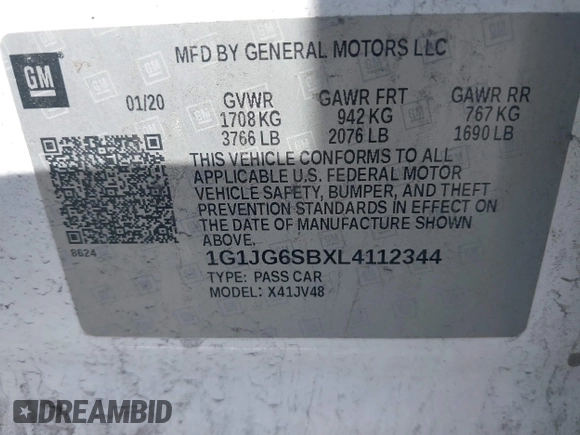 GM
MFD BY GENERAL MOTORS LLC
01/20 GVWR GAWR FRT GAWR RR
1708 KG 942 KG 767 KG
3766 LB 2076 LB 1690 LB
THIS VEHICLE CONFORMS TO ALL
APPLICABLE U.S. FEDERAL MOTOR
VEHICLE SAFETY, BUMPER, AND THEFT
PREVENTION STANDARDS IN EFFECT ON
THE DATE OF MANUFACTURE SHOWN
ABOVE.
8624
1G1JG6SBXL4112344
TYPE: PASS CAR
MODEL: X41JV48
DREAMBID